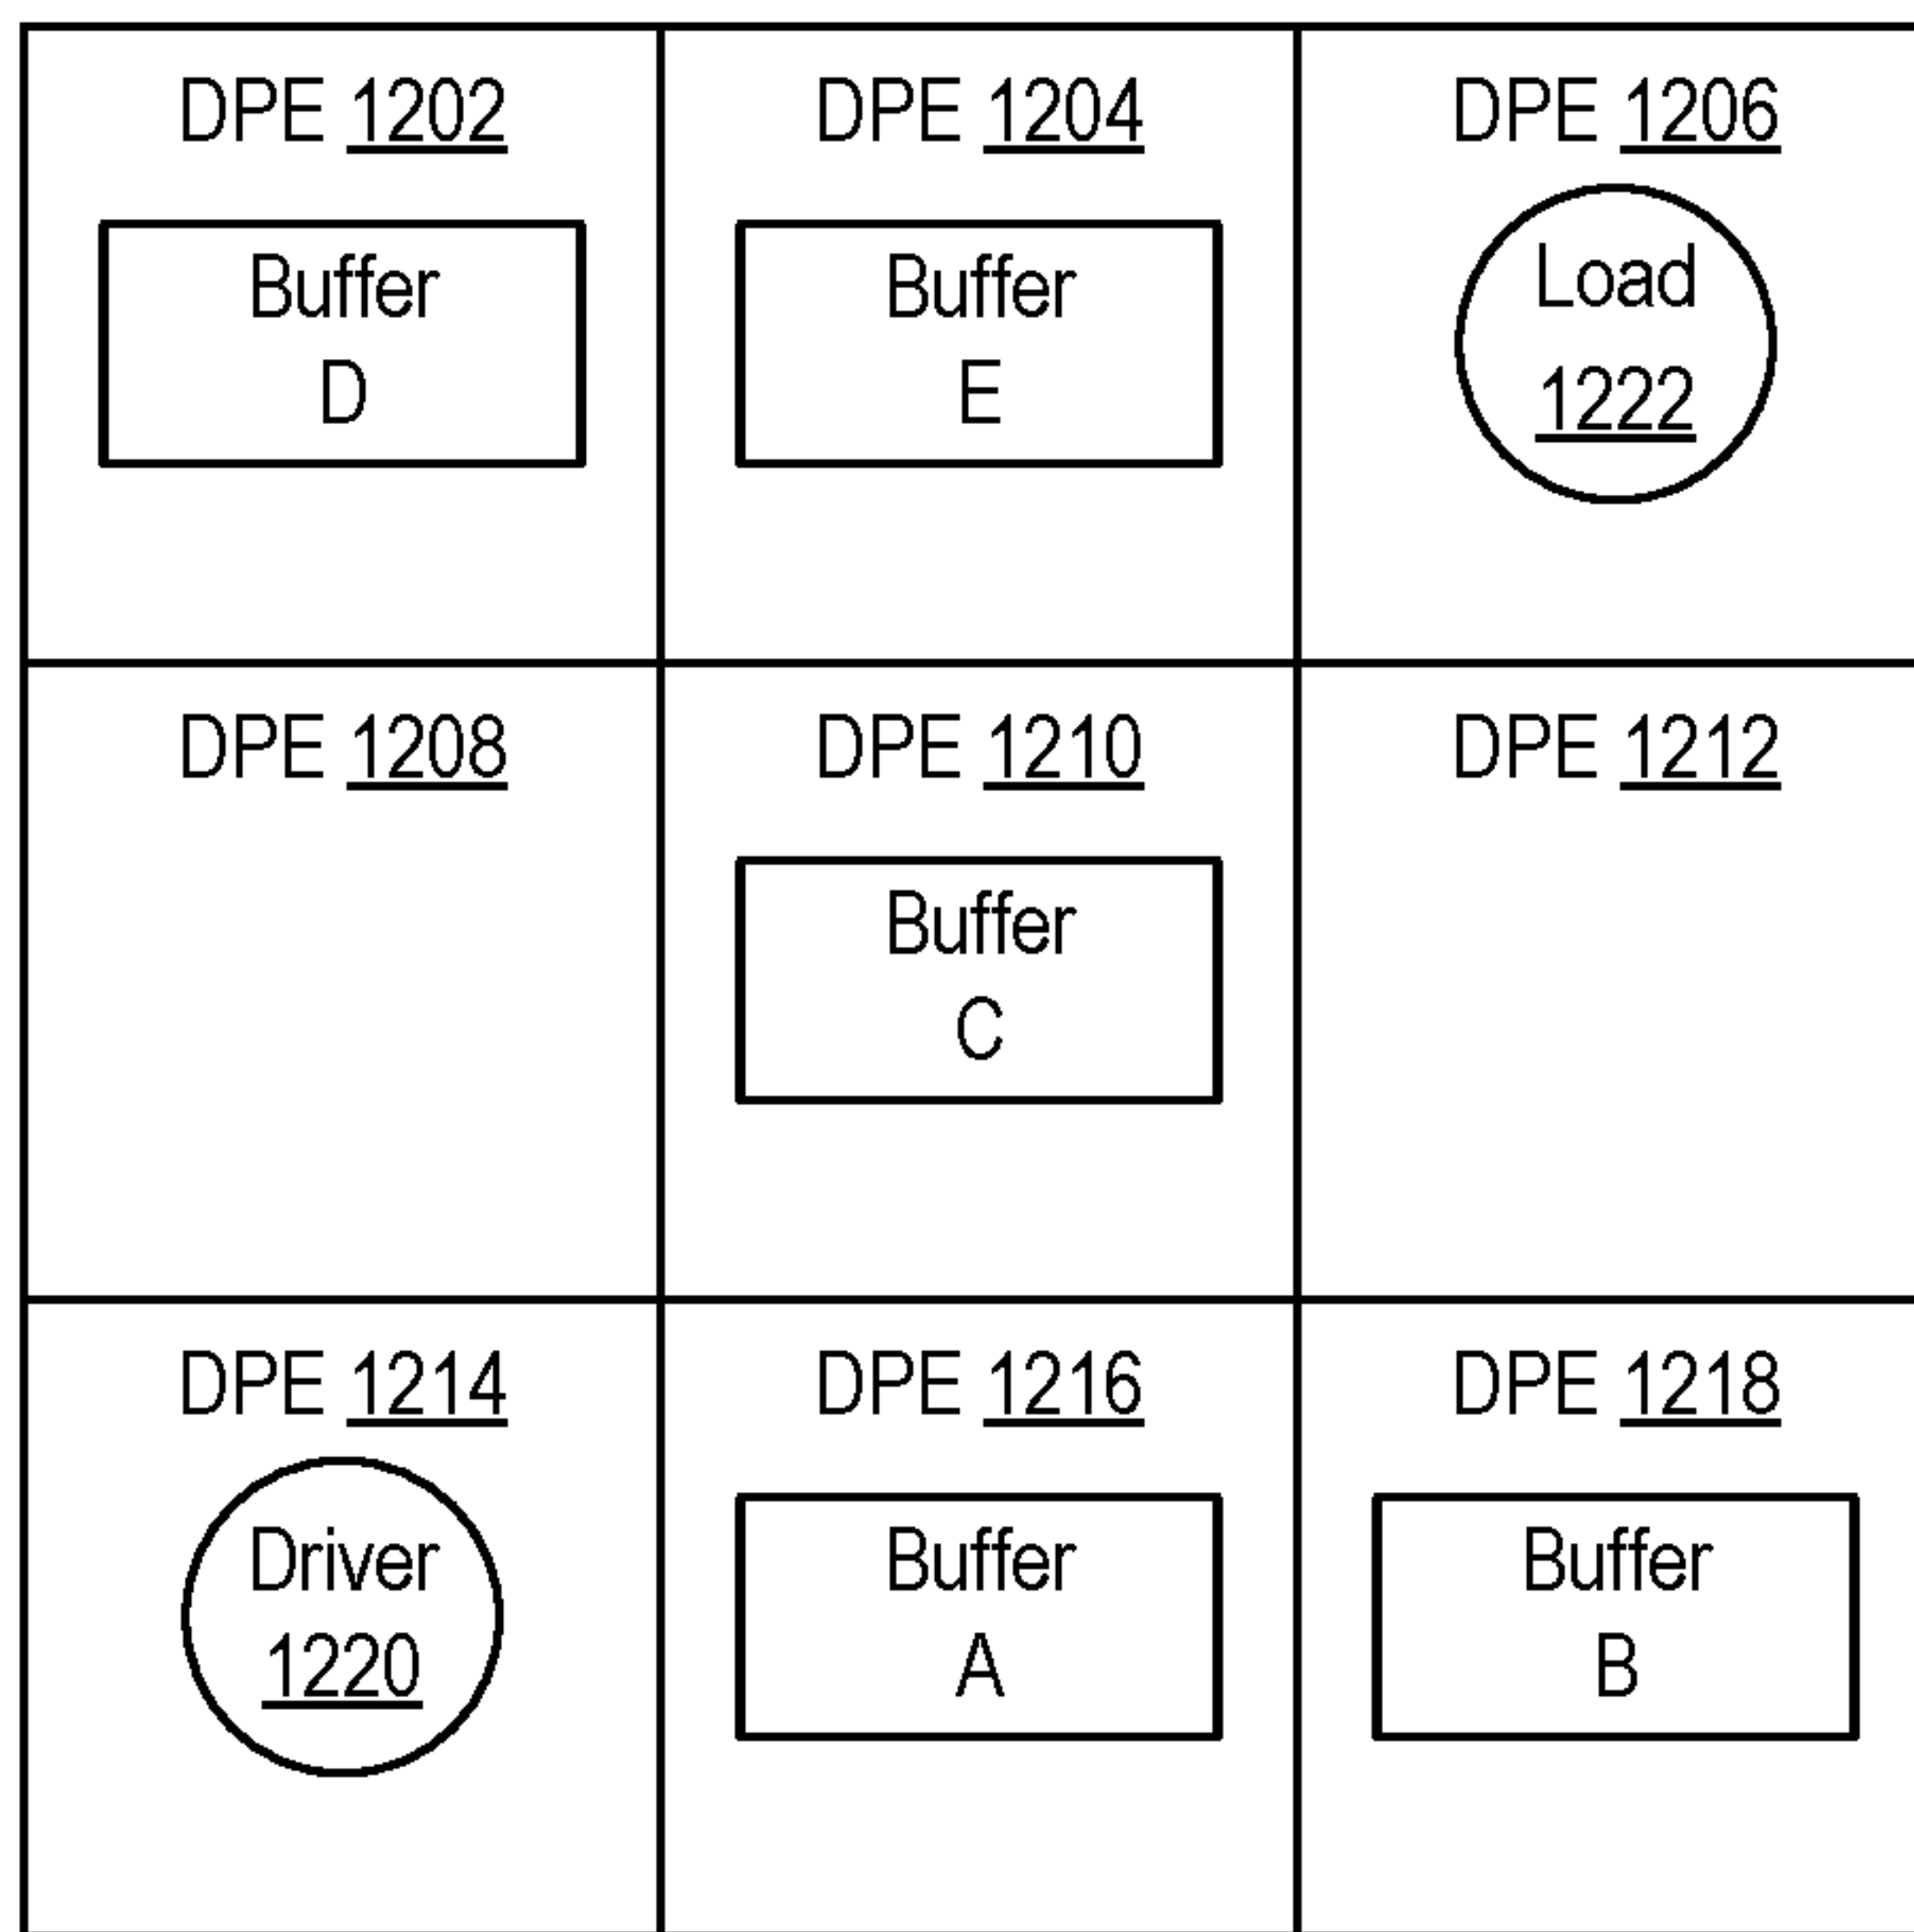 DPE 1202
Buffer
D
DPE 1204
Buffer
E
DPE 1206
Load
1222
DPE 1208
DPE 1210
Buffer
C
DPE 1212
DPE 1214
Driver
1220
DPE 1216
Buffer
A
DPE 1218
Buffer
B